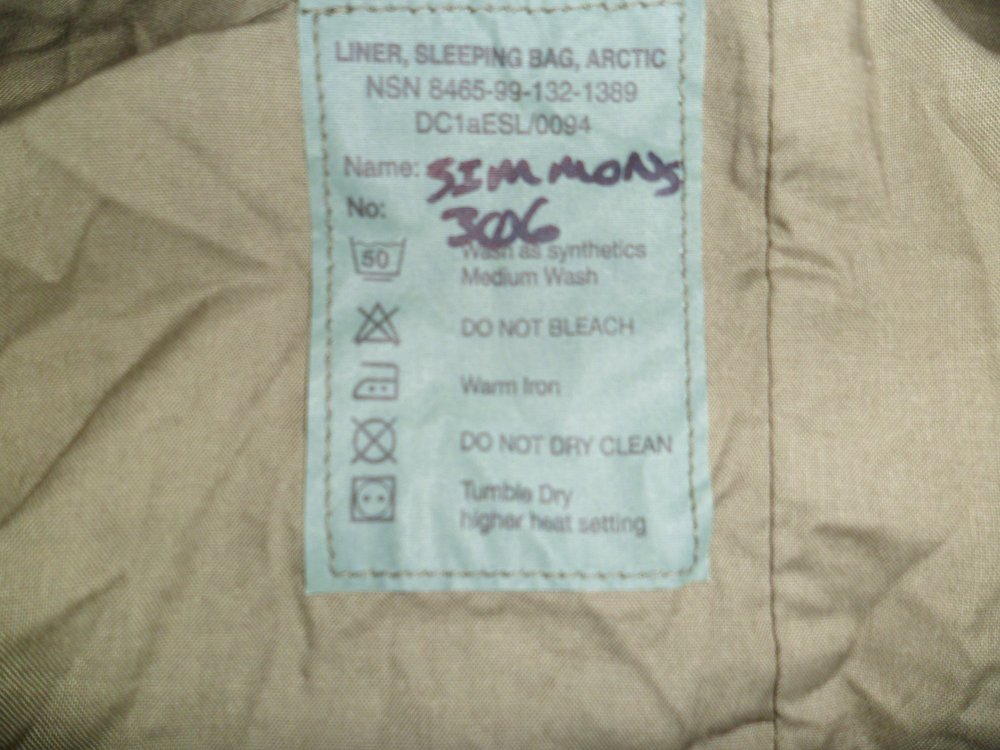 LINER, SLEEPING BAG, ARCTIC
NSN 8465-99-132-1389
DC1aESL/0094
Name: SIMMONS
No: 306
50 Wash as synthetics
Medium Wash
DO NOT BLEACH
Warm Iron
DO NOT DRY CLEAN
Tumble Dry
higher heat setting